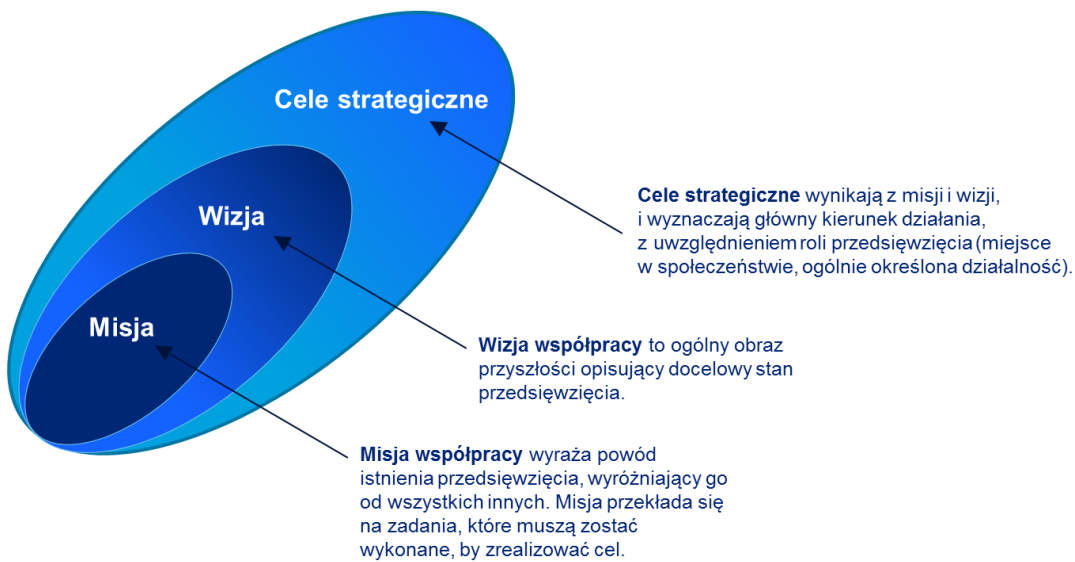 Cele strategiczne
Wizja
Misja
Cele strategiczne wynikają z misji i wizji,
i wyznaczają główny kierunek działania,
z uwzględnieniem roli przedsięwzięcia (miejsce
w społeczeństwie, ogólnie określona działalność).
Wizja współpracy to ogólny obraz
przyszłości opisujący docelowy stan
przedsięwzięcia.
Misja współpracy wyraża powód
istnienia przedsięwzięcia, wyróżniający go
od wszystkich innych. Misja przekłada się
na zadania, które muszą zostać
wykonane, by zrealizować cel.